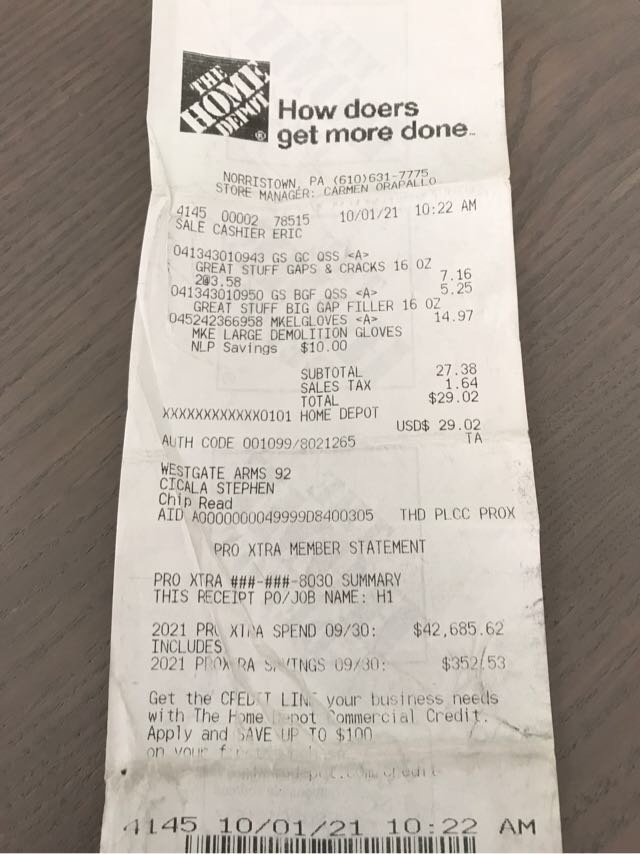 THE
HOME
DEPOT
How doers
get more done
NORRISTOWN, PA (610)631-7775
STORE MANAGER: CARMEN ORAPALLO
4145 00002 78515 10/01/21 10:22 AM
SALE CASHIER ERIC
041343010943 GS GC QSS <A>
GREAT STUFF GAPS & CRACKS 16 OZ
2@3.58 7.16
041343010950 GS BGF QSS <A> 5.25
GREAT STUFF BIG GAP FILLER 16 OZ
045242366958 MKELGLOVES <A> 14.97
MKE LARGE DEMOLITION GLOVES
NLP Savings $10.00
SUBTOTAL 27.38
SALES TAX 1.64
TOTAL $29.02
XXXXXXXXXXXX0101 HOME DEPOT
USD$ 29.02
AUTH CODE 001099/8021265 TA
WESTGATE ARMS 92
CICALA STEPHEN
Chip Read
AID A0000000049999D8400305 THD PLCC PROX
PRO XTRA MEMBER STATEMENT
PRO XTRA ###-###-8030 SUMMARY
THIS RECEIPT PO/JOB NAME: H1
2021 PRO XTRA SPEND 09/30: $42,685.62
INCLUDES
2021 PROXTRA SAVINGS 09/30: $352.53
Get the CREDIT LINE your business needs
with The Home Depot Commercial Credit.
Apply and SAVE UP TO $100
on your
4145 10/01/21 10:22 AM